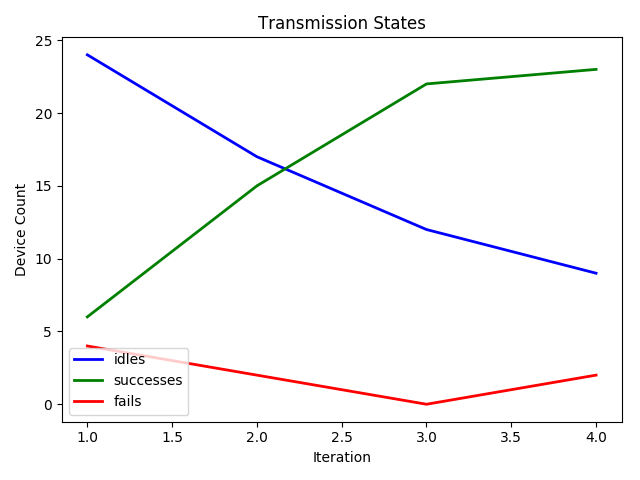 Transmission States
25
20
15
10
5
0
Device Count
idles
successes
fails
1.0 1.5 2.0 2.5 3.0 3.5 4.0
Iteration